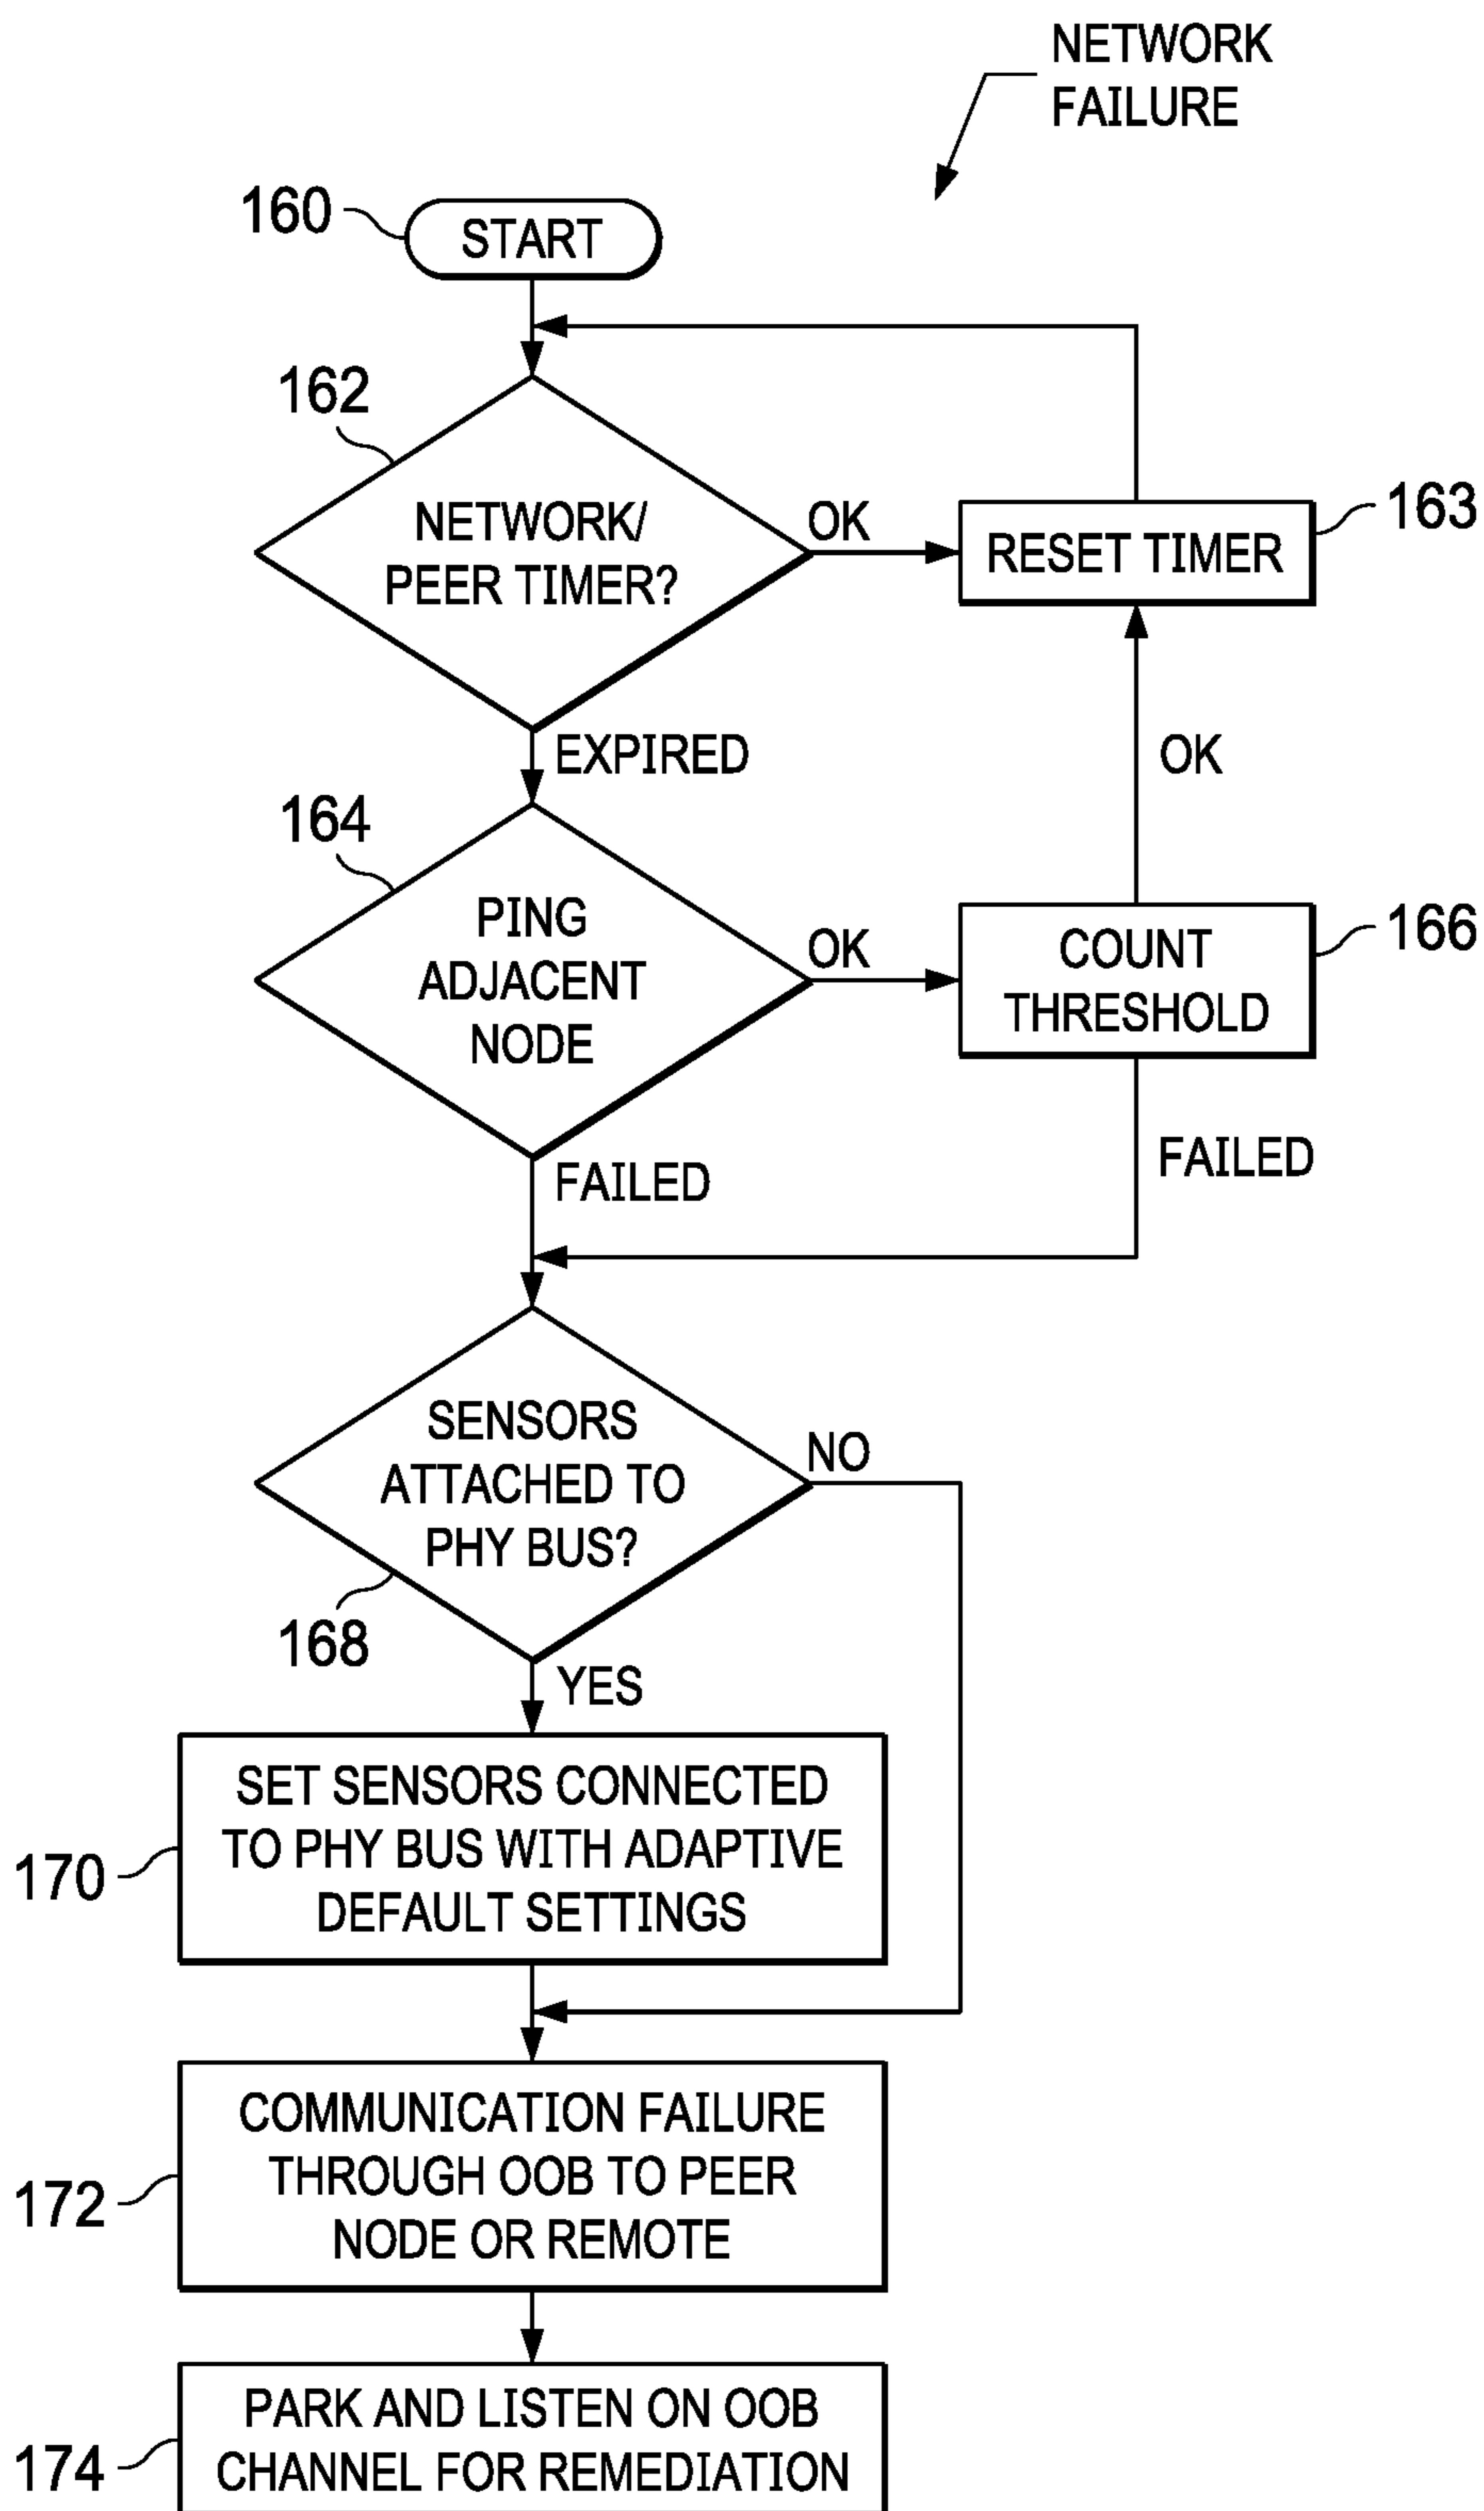 NETWORK
FAILURE
160
START
162
NETWORK/
PEER TIMER?
OK
RESET TIMER
163
EXPIRED
OK
164
PING
ADJACENT
NODE
OK
COUNT
THRESHOLD
166
FAILED
FAILED
SENSORS
ATTACHED TO
PHY BUS?
NO
168
YES
SET SENSORS CONNECTED
TO PHY BUS WITH ADAPTIVE
DEFAULT SETTINGS
170
COMMUNICATION FAILURE
THROUGH OOB TO PEER
NODE OR REMOTE
172
PARK AND LISTEN ON OOB
CHANNEL FOR REMEDIATION
174